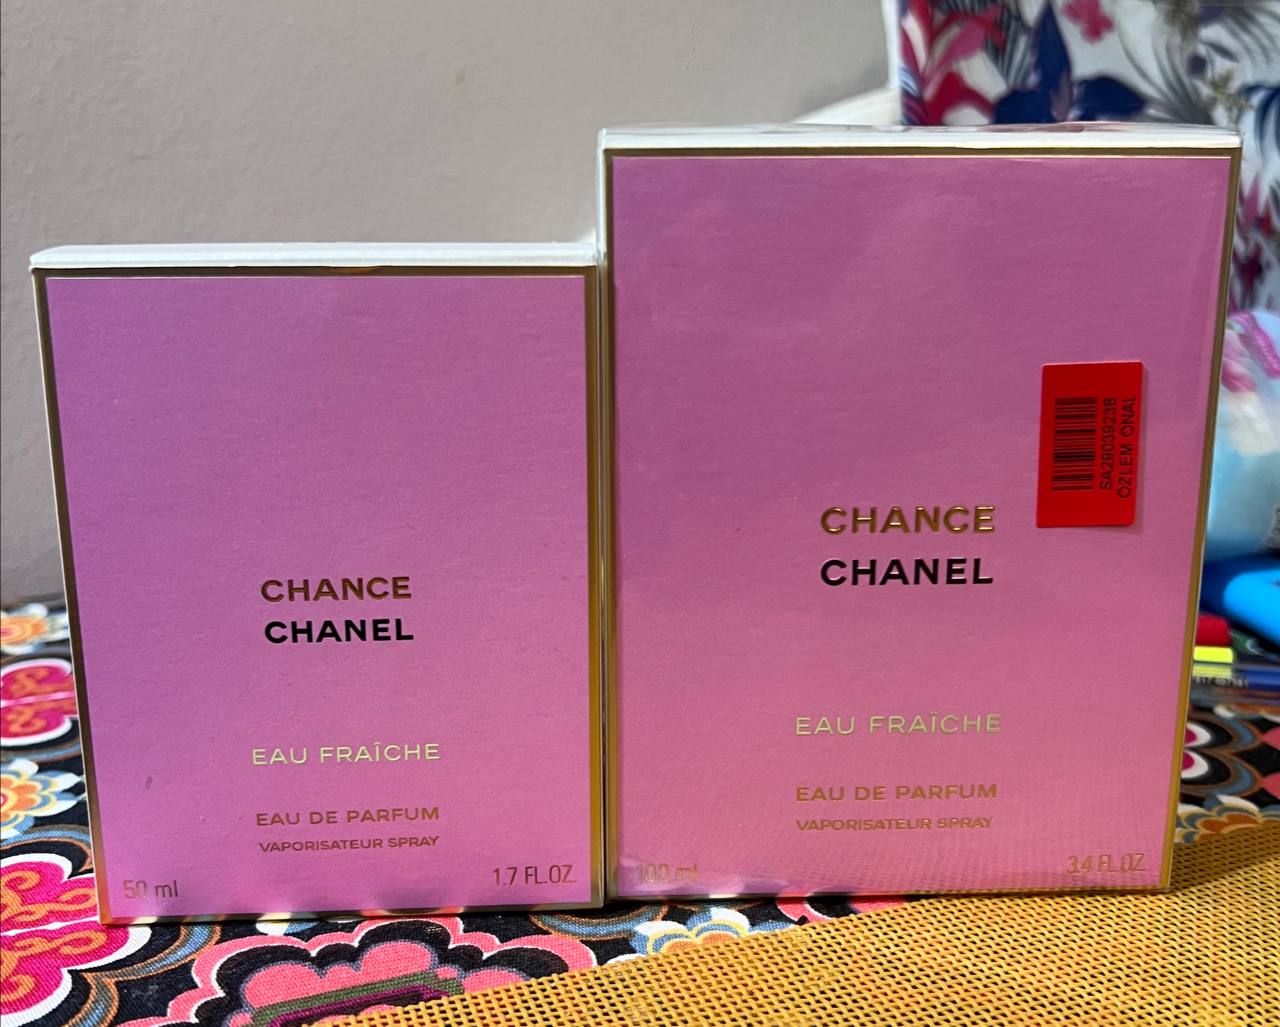 CHANCE
CHANEL
EAU FRAÎCHE
EAU DE PARFUM
VAPORISATEUR SPRAY
50 ml
1.7 FL.OZ.
CHANCE
CHANEL
EAU FRAÎCHE
EAU DE PARFUM
VAPORISATEUR SPRAY
100 ml
3.4 FL.OZ.
SA29039238
ÖZLEM ÖNAL